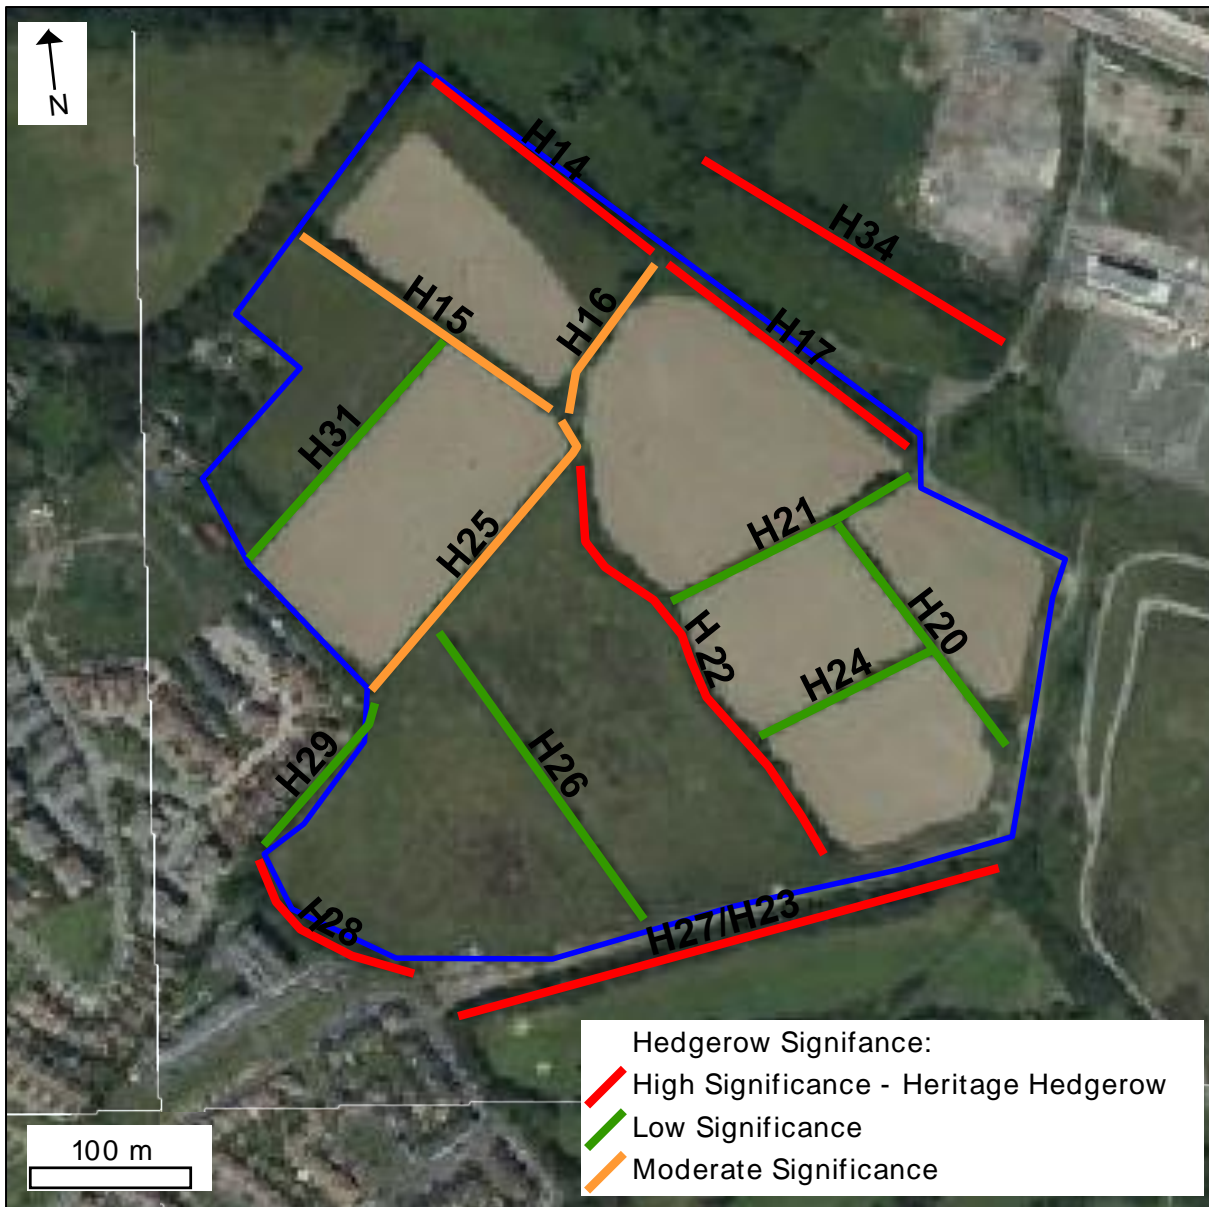 N
H14
H34
H15
H16
H17
H31
H25
H21
H20
H 22
H24
H29
H26
H28
H27/H23
Hedgerow Signifance:
High Significance - Heritage Hedgerow
Low Significance
Moderate Significance
100 m